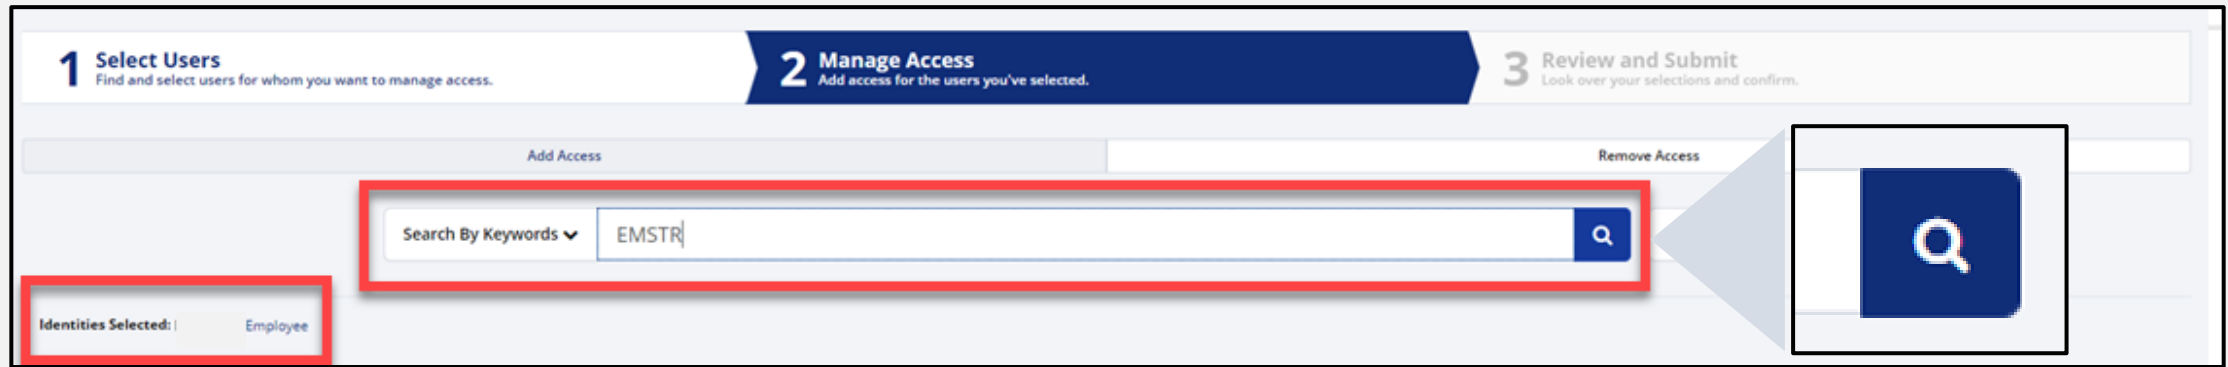 1 Select Users
Find and select users for whom you want to manage access.
2 Manage Access
Add access for the users you've selected.
3 Review and Submit
Look over your selections and confirm.
Add Access
Remove Access
Search By Keywords EMSTR
Identities Selected: Employee